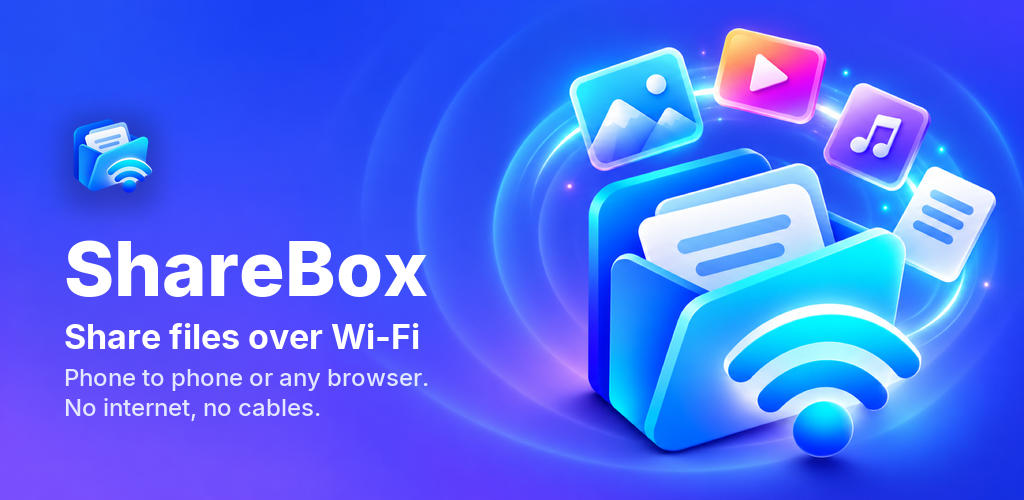 ShareBox
Share files over Wi-Fi
Phone to phone or any browser.
No internet, no cables.